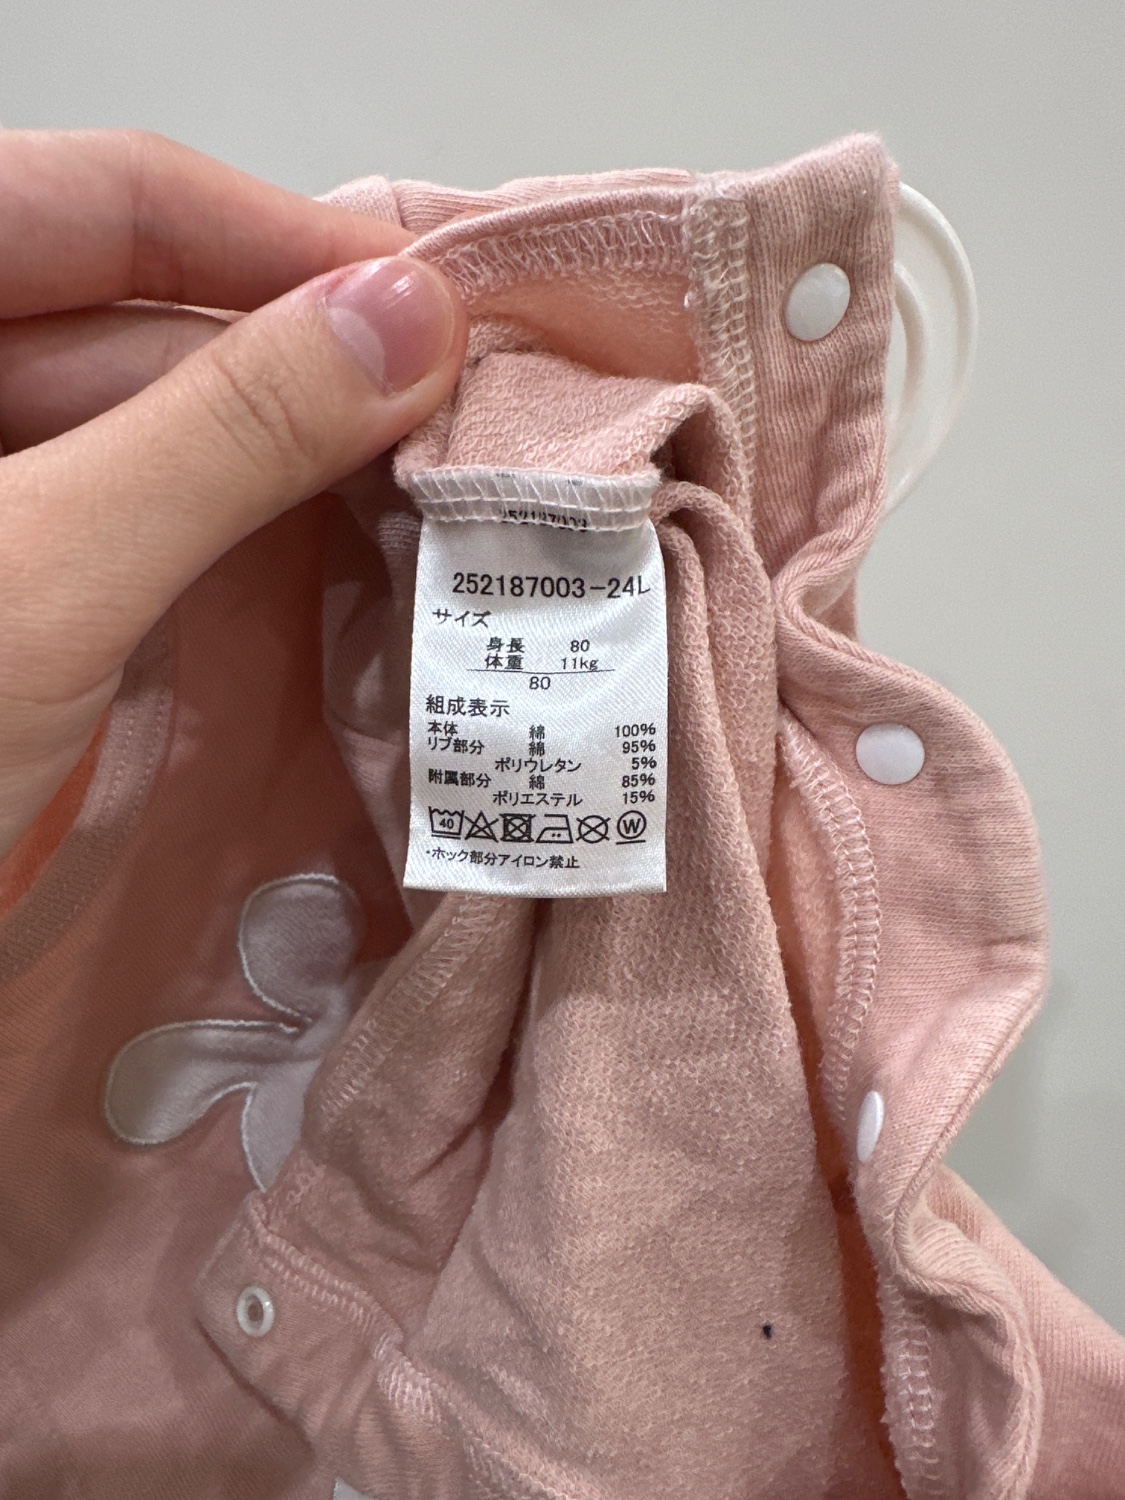 252187003
252187003-24L
サイズ
身長 80
体重 11kg
80
組成表示
本体 綿 100%
リブ部分 綿 95%
ポリウレタン 5%
附属部分 綿 85%
ポリエステル 15%
40 W
・ホック部分アイロン禁止